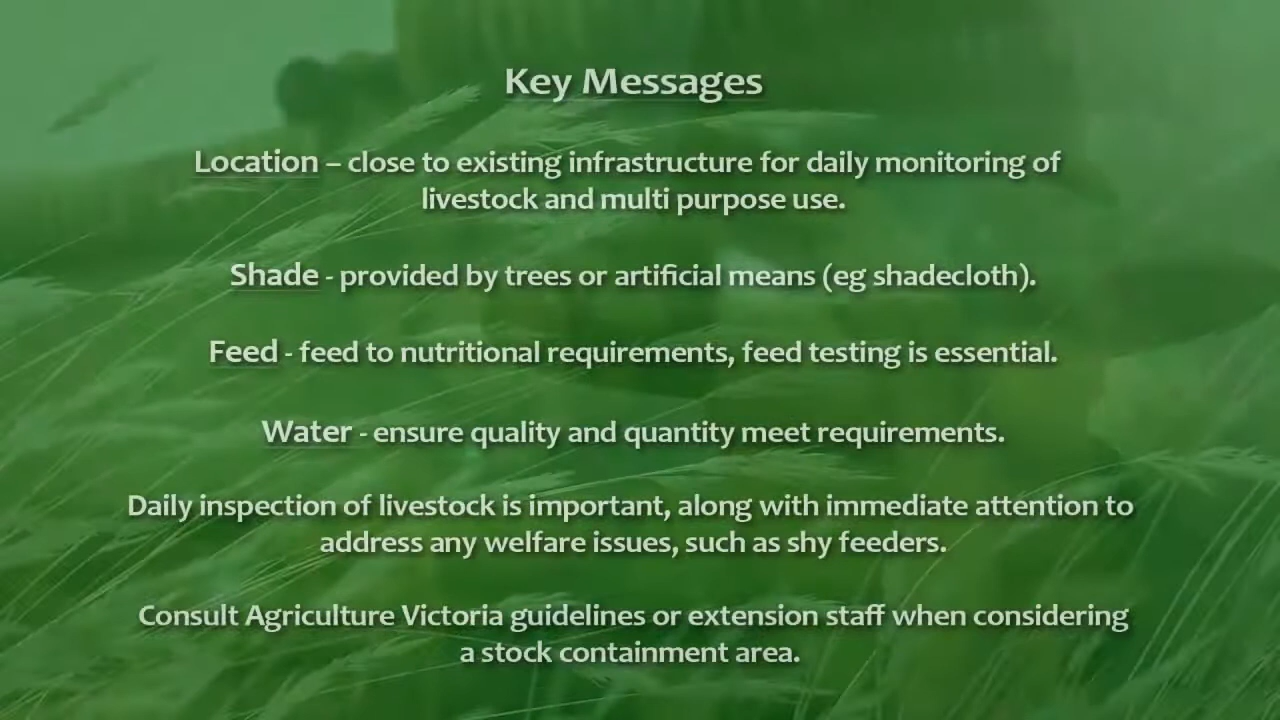 Key Messages
Location – close to existing infrastructure for daily monitoring of
livestock and multi purpose use.
Shade - provided by trees or artificial means (eg shadecloth).
Feed - feed to nutritional requirements, feed testing is essential.
Water - ensure quality and quantity meet requirements.
Daily inspection of livestock is important, along with immediate attention to
address any welfare issues, such as shy feeders.
Consult Agriculture Victoria guidelines or extension staff when considering
a stock containment area.